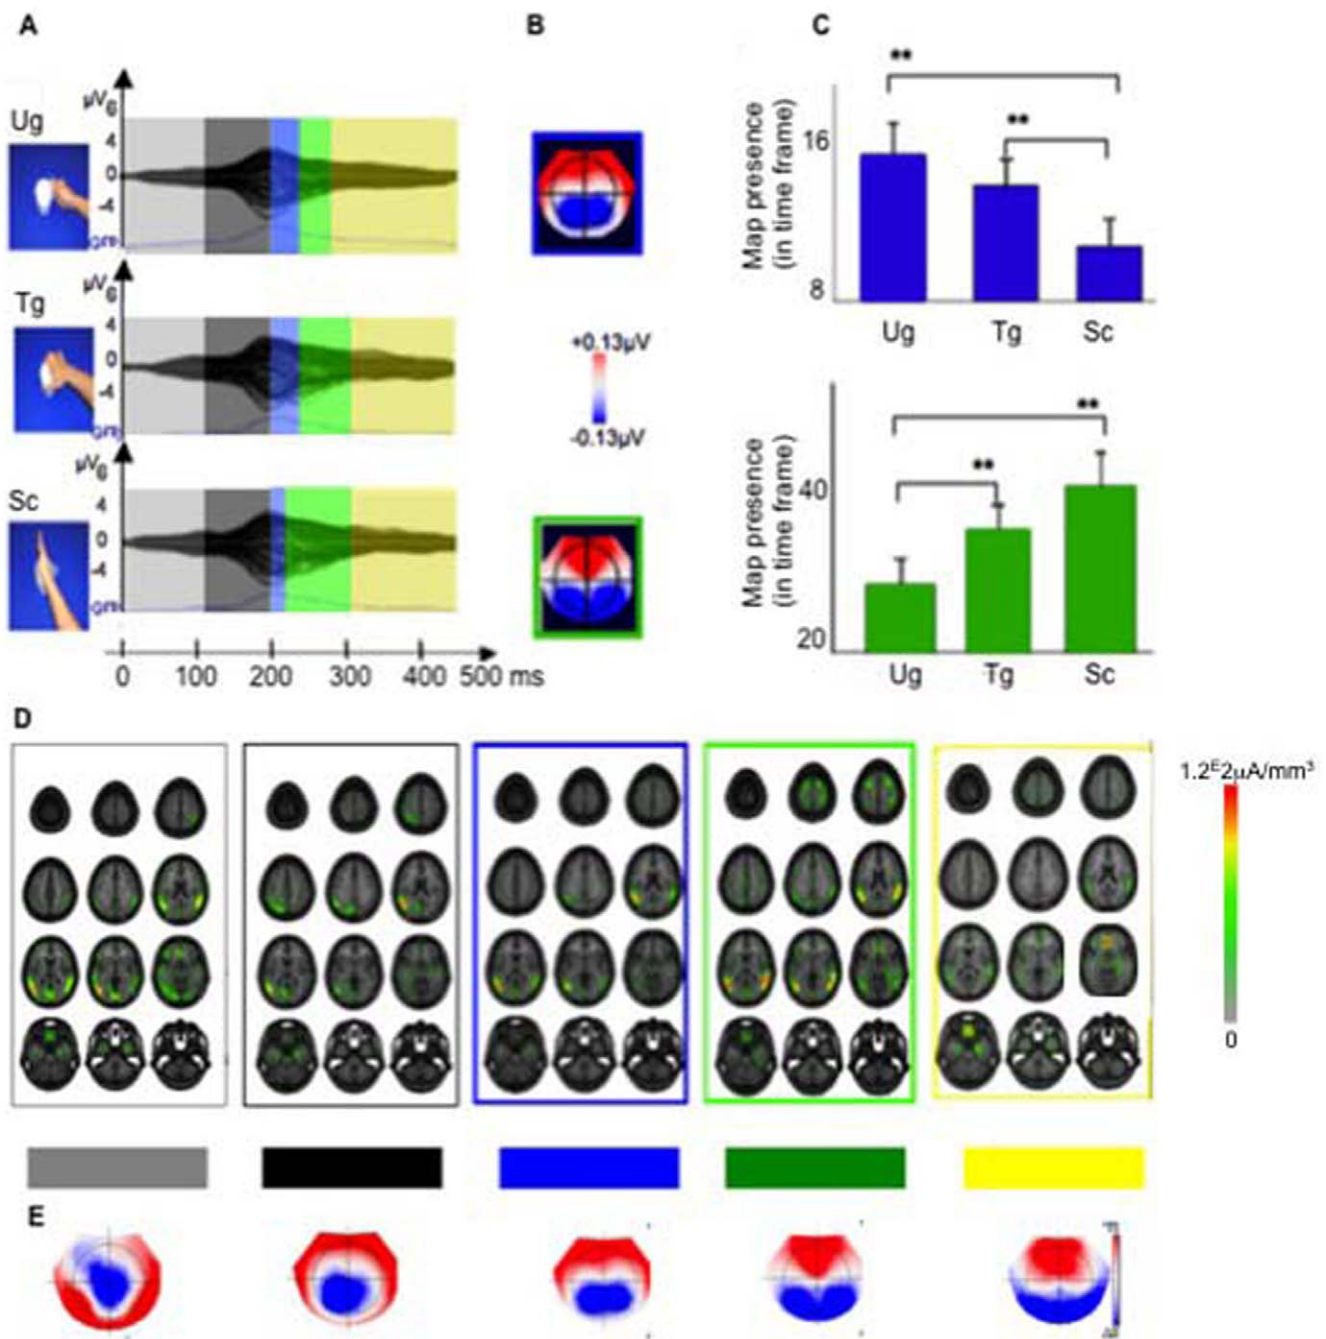 A
B
C
Ug
µV
6
4
0
-4
Tg
µV
6
4
0
-4
Sc
µV
6
4
0
-4
0 100 200 300 400 500 ms
+0.13µV
-0.13µV
**
**
Map presence
(in time frame)
16
8
Ug Tg Sc
**
**
Map presence
(in time frame)
40
20
Ug Tg Sc
D
1.2ᴱ2µA/mm³
0
E